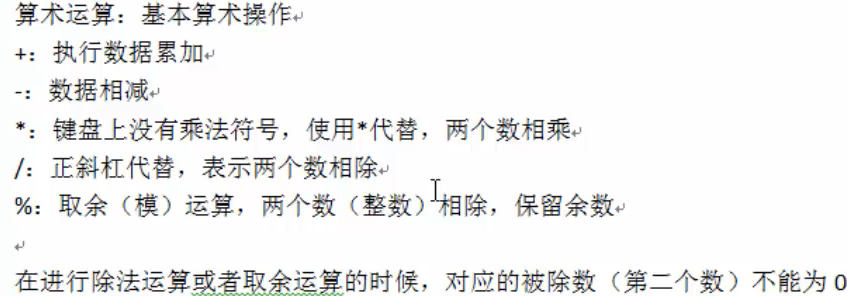 算术运算：基本算术操作
+：执行数据累加
-：数据相减
*：键盘上没有乘法符号，使用*代替，两个数相乘
/：正斜杠代替，表示两个数相除
%：取余（模）运算，两个数（整数）相除，保留余数
在进行除法运算或者取余运算的时候，对应的被除数（第二个数）不能为 0